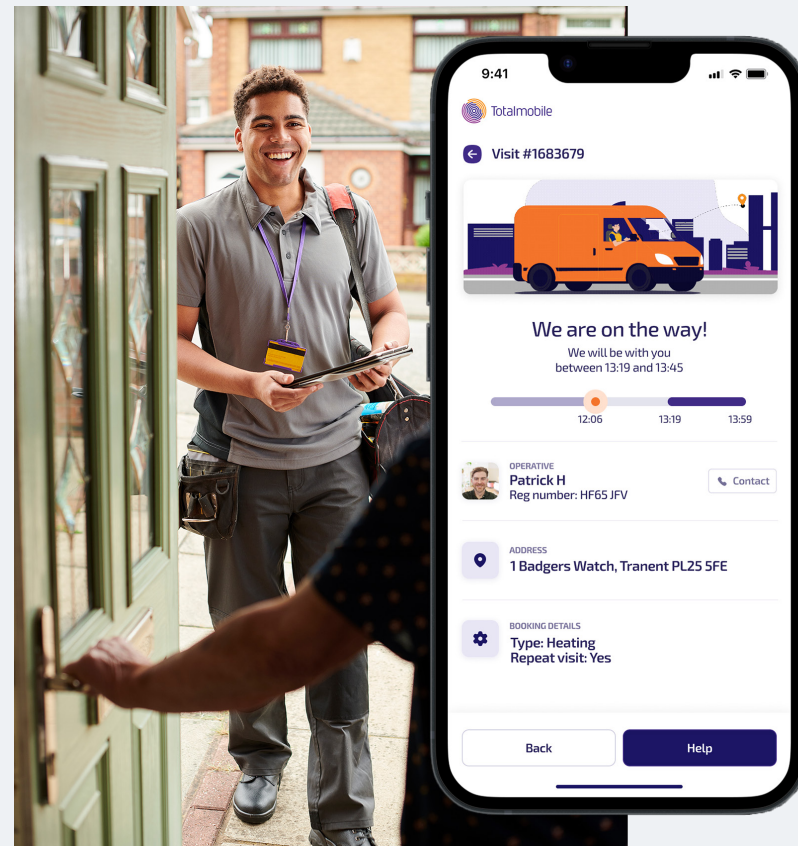 9:41
Totalmobile
Visit #1683679
We are on the way!
We will be with you
between 13:19 and 13:45
12:06 13:19 13:59
OPERATIVE
Patrick H
Reg number: HF65 JFV
Contact
ADDRESS
1 Badgers Watch, Tranent PL25 5FE
BOOKING DETAILS
Type: Heating
Repeat visit: Yes
Back Help